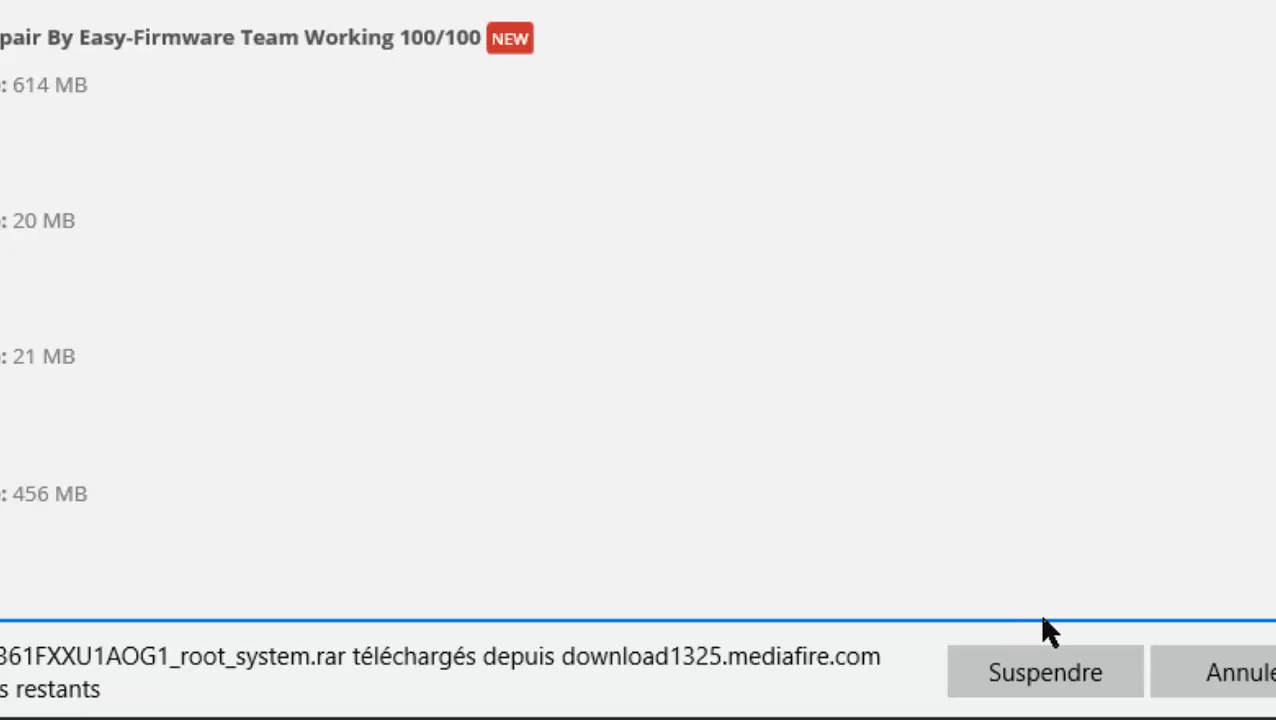 pair By Easy-Firmware Team Working 100/100 NEW
: 614 MB
: 20 MB
: 21 MB
: 456 MB
361FXXU1AOG1_root_system.rar téléchargés depuis download1325.mediafire.com
s restants
Suspendre
Annule